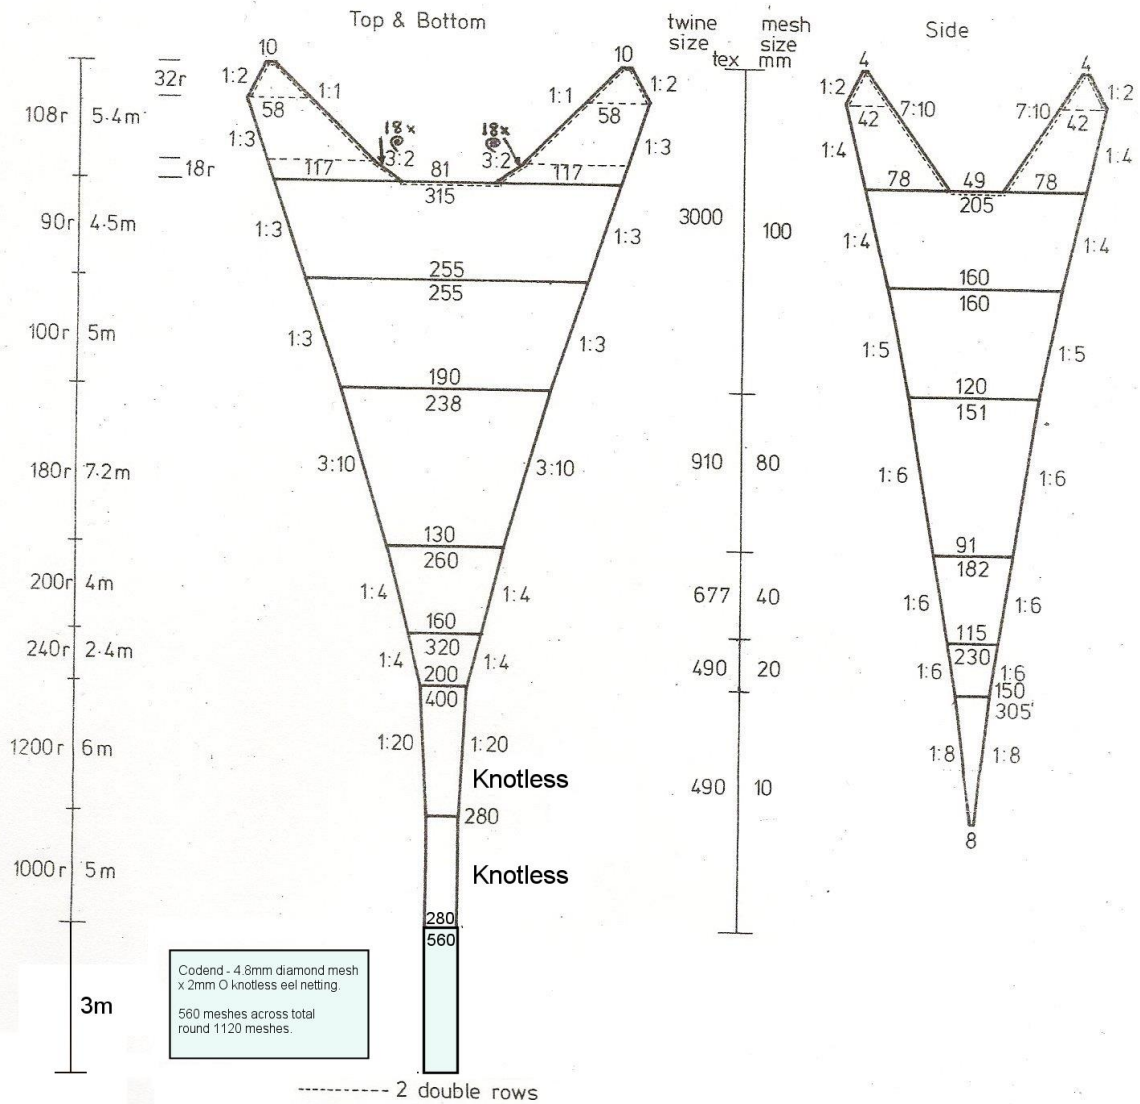 Top & Bottom
twine size tex
mesh size mm
Side
10
10
4
4
32r
1:2
1:1
1:1
1:2
1:2
7:10
7:10
1:2
108r
5.4m
58
58
42
42
18x
18x
1:3
3:2
3:2
1:3
1:4
1:4
18r
117
81
117
78
49
78
315
205
90r
4.5m
1:3
1:3
3000
100
1:4
1:4
255
160
255
160
100r
5m
1:3
1:3
1:5
1:5
190
120
238
151
180r
7.2m
3:10
3:10
910
80
1:6
1:6
130
91
260
182
200r
4m
1:4
1:4
677
40
1:6
1:6
160
115
320
230
240r
2.4m
1:4
1:4
490
20
1:6
1:6
200
150
400
305
1200r
6m
1:20
1:20
490
10
1:8
1:8
Knotless
280
8
1000r
5m
Knotless
280
560
Codend - 4.8mm diamond mesh
x 2mm O knotless eel netting.
560 meshes across total
round 1120 meshes.
3m
2 double rows